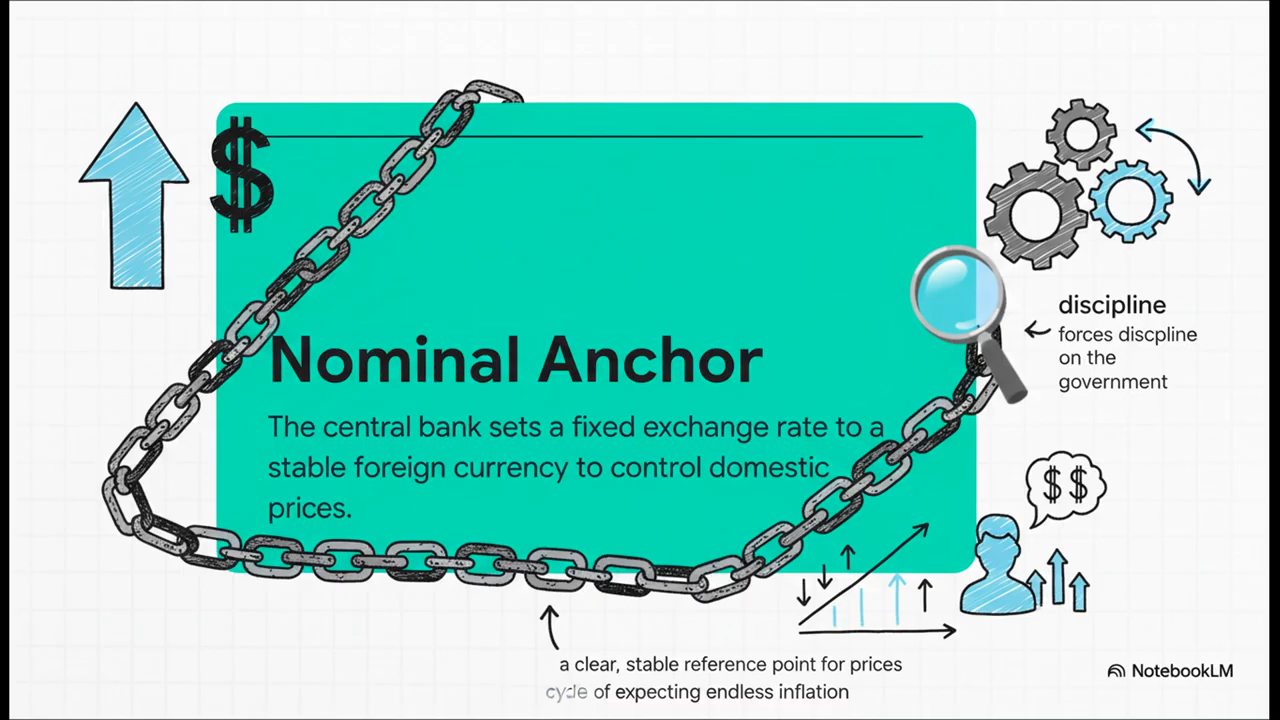 $
Nominal Anchor
The central bank sets a fixed exchange rate to a
stable foreign currency to control domestic
prices.
discipline
forces discpline
on the
government
$ $
a clear, stable reference point for prices
cycle of expecting endless inflation
NotebookLM